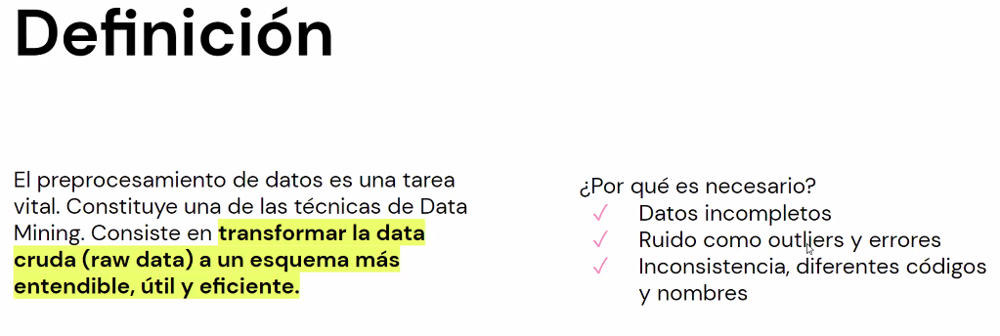 Definición
El preprocesamiento de datos es una tarea
vital. Constituye una de las técnicas de Data
Mining. Consiste en transformar la data
cruda (raw data) a un esquema más
entendible, útil y eficiente.
¿Por qué es necesario?
✓ Datos incompletos
✓ Ruido como outliers y errores
✓ Inconsistencia, diferentes códigos
y nombres